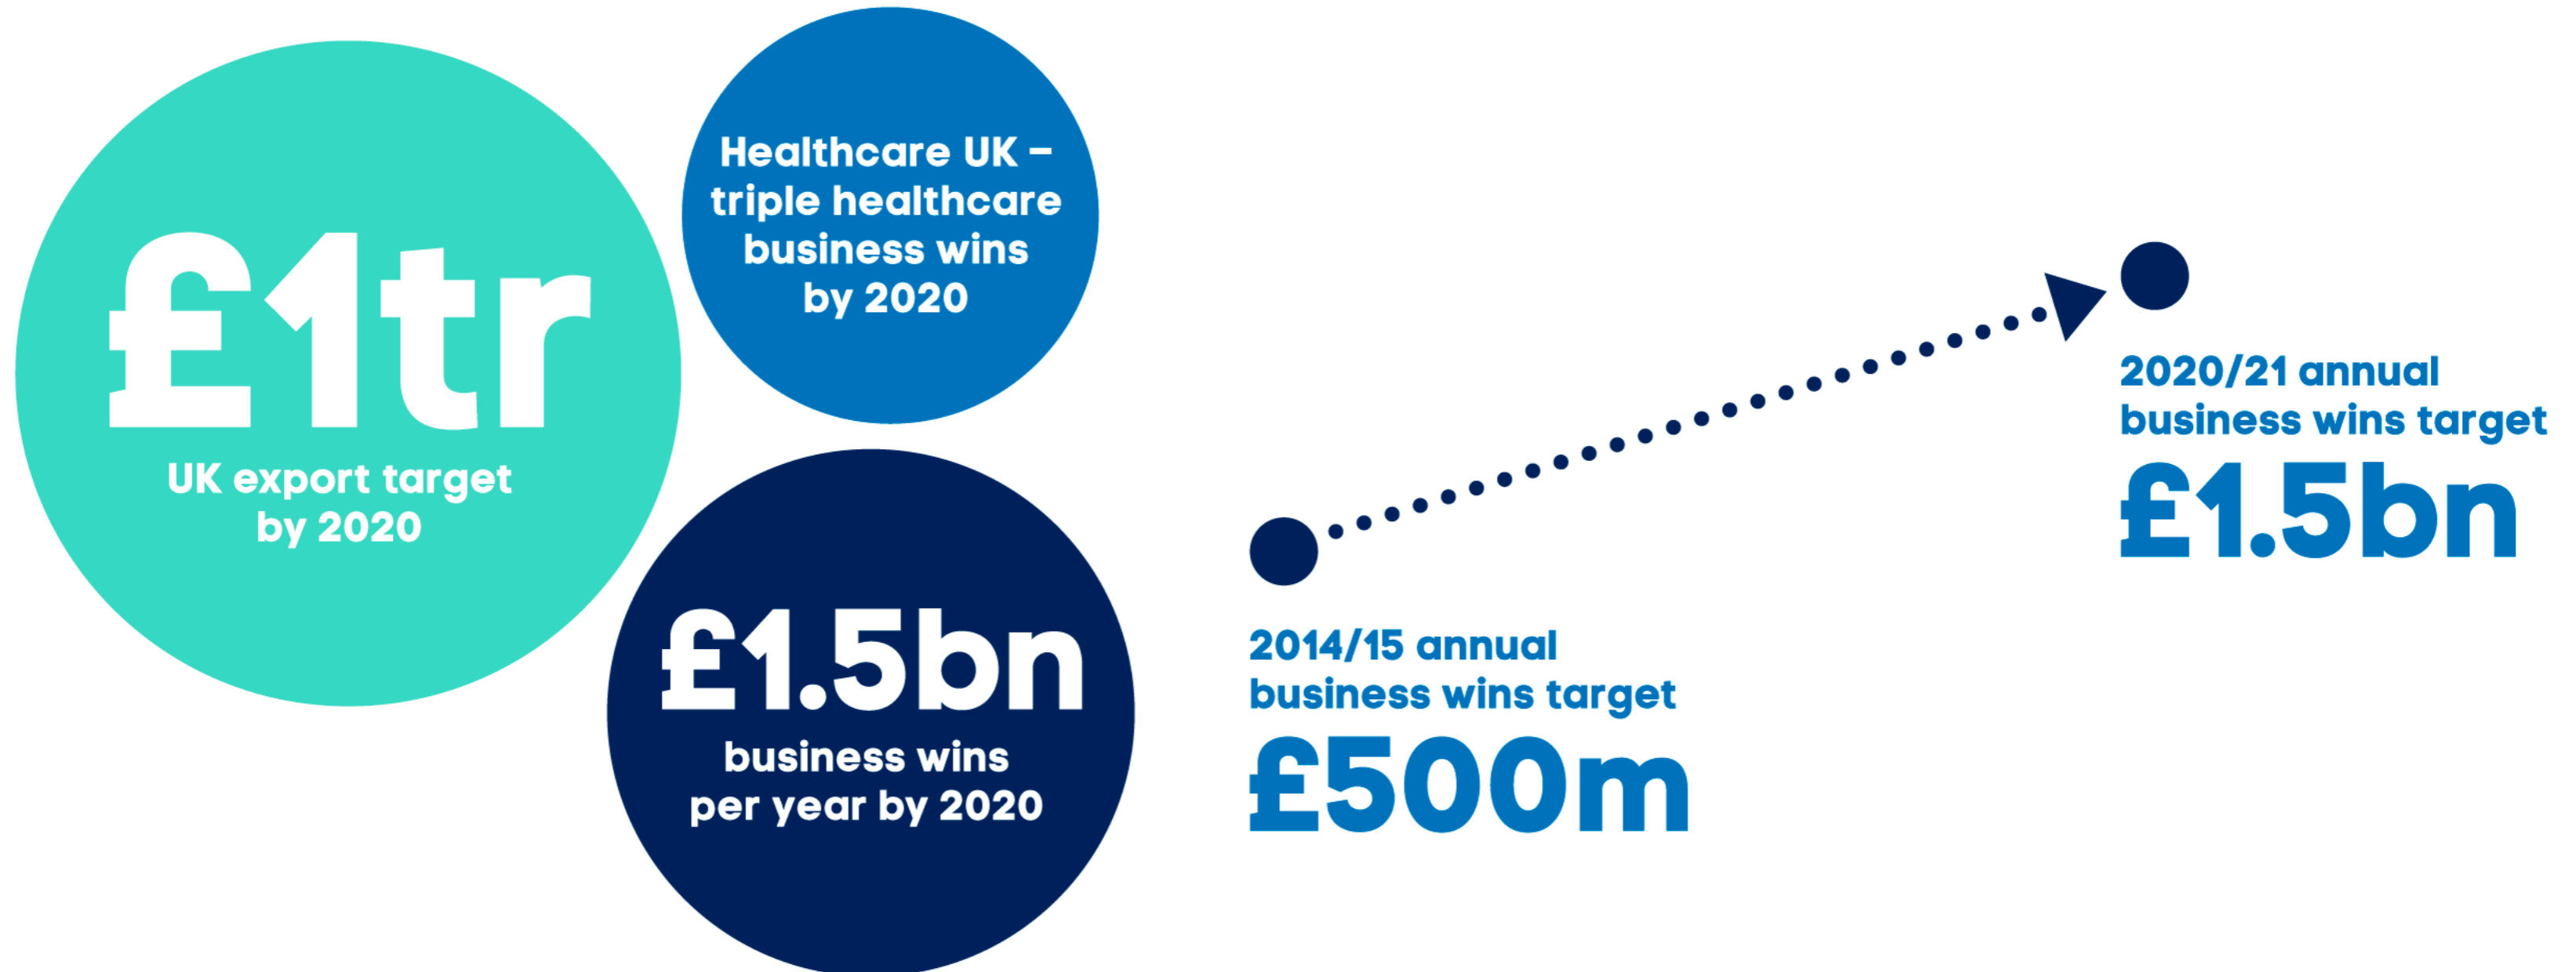 £1tr
UK export target
by 2020
Healthcare UK –
triple healthcare
business wins
by 2020
£1.5bn
business wins
per year by 2020
2014/15 annual
business wins target
£500m
2020/21 annual
business wins target
£1.5bn